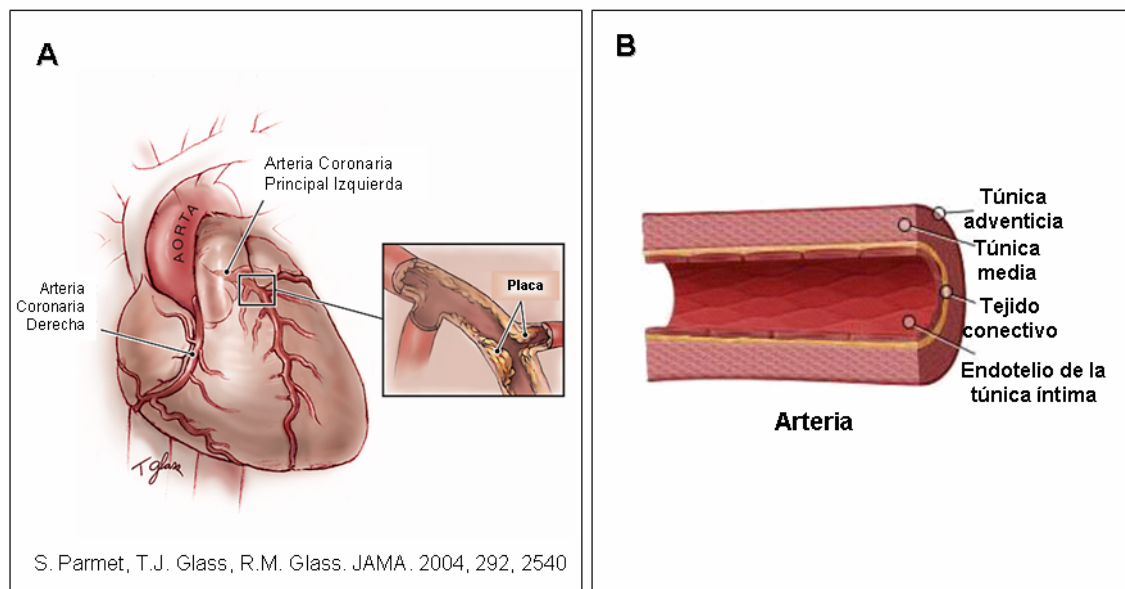 A
Arteria Coronaria
Principal Izquierda
AORTA
Placa
Arteria
Coronaria
Derecha
T Glass
S. Parmet, T.J. Glass, R.M. Glass. JAMA. 2004, 292, 2540
B
Túnica
adventicia
Túnica
media
Tejido
conectivo
Endotelio de la
túnica íntima
Arteria